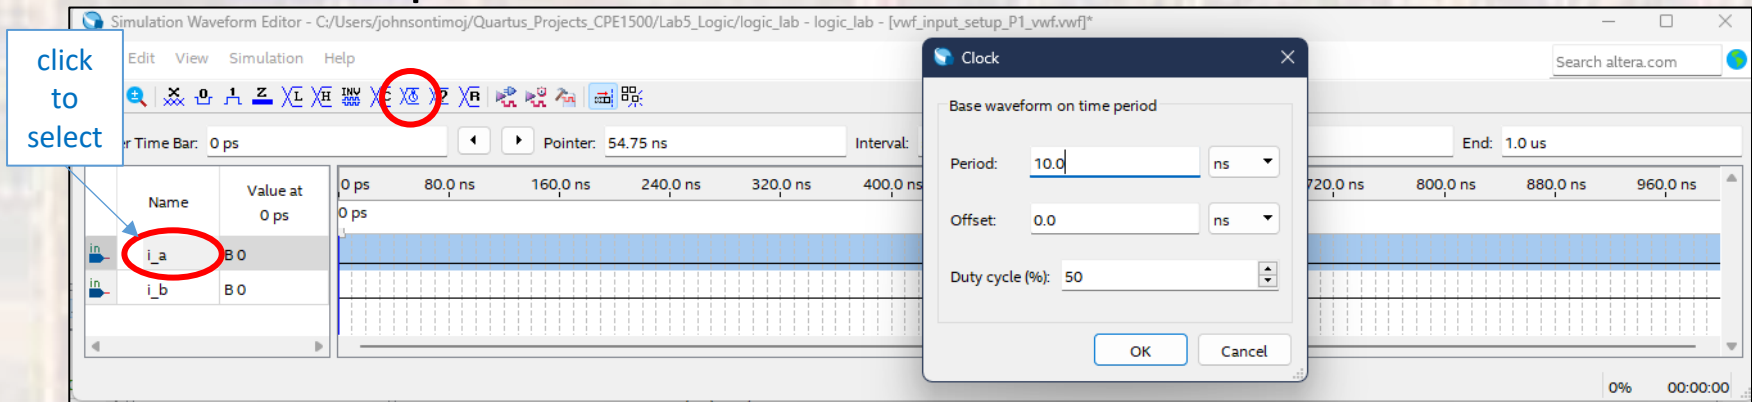 Simulation Waveform Editor - C:/Users/johnsontimoj/Quartus_Projects_CPE1500/Lab5_Logic/logic_lab - logic_lab - [vwf_input_setup_P1_vwf.vwf]*
click
to
select
Edit View Simulation Help
Search altera.com
r Time Bar: 0 ps
Pointer: 54.75 ns
Interval:
End: 1.0 us
Name
Value at
0 ps
0 ps 80.0 ns 160.0 ns 240.0 ns 320.0 ns 400.0 ns 720.0 ns 800.0 ns 880.0 ns 960.0 ns
0 ps
in i_a B 0
in i_b B 0
Clock
Base waveform on time period
Period: 10.0 ns
Offset: 0.0 ns
Duty cycle (%): 50
OK Cancel
0% 00:00:00